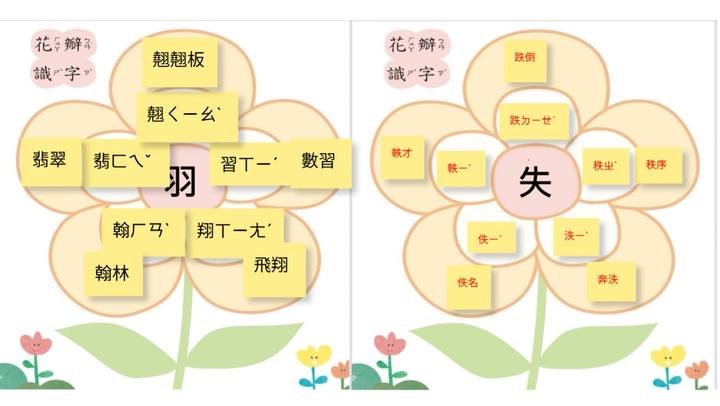 花ㄏㄨㄚ瓣ㄅㄢˋ
識ㄕˋ字ㄗˋ
翹翹板
翹ㄑㄧㄠˋ
翡翠
翡ㄈㄟˇ
羽
習ㄒㄧˊ
數習
翰ㄏㄢˋ
翔ㄒㄧㄤˊ
翰林
飛翔
花ㄏㄨㄚ瓣ㄅㄢˋ
識ㄕˋ字ㄗˋ
跌倒
跌ㄉㄧㄝˊ
軼才
軼ㄧˋ
失
秩ㄓˋ
秩序
佚ㄧˋ
泆ㄧˋ
佚名
奔泆